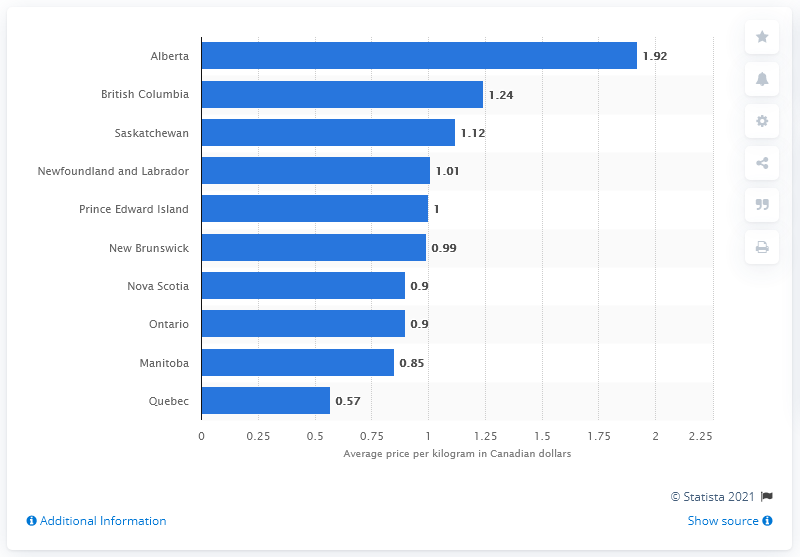 Alberta 1.92
British Columbia 1.24
Saskatchewan 1.12
Newfoundland and Labrador 1.01
Prince Edward Island 1
New Brunswick 0.99
Nova Scotia 0.9
Ontario 0.9
Manitoba 0.85
Quebec 0.57
0 0.25 0.5 0.75 1 1.25 1.5 1.75 2 2.25
Average price per kilogram in Canadian dollars
© Statista 2021
Additional Information
Show source